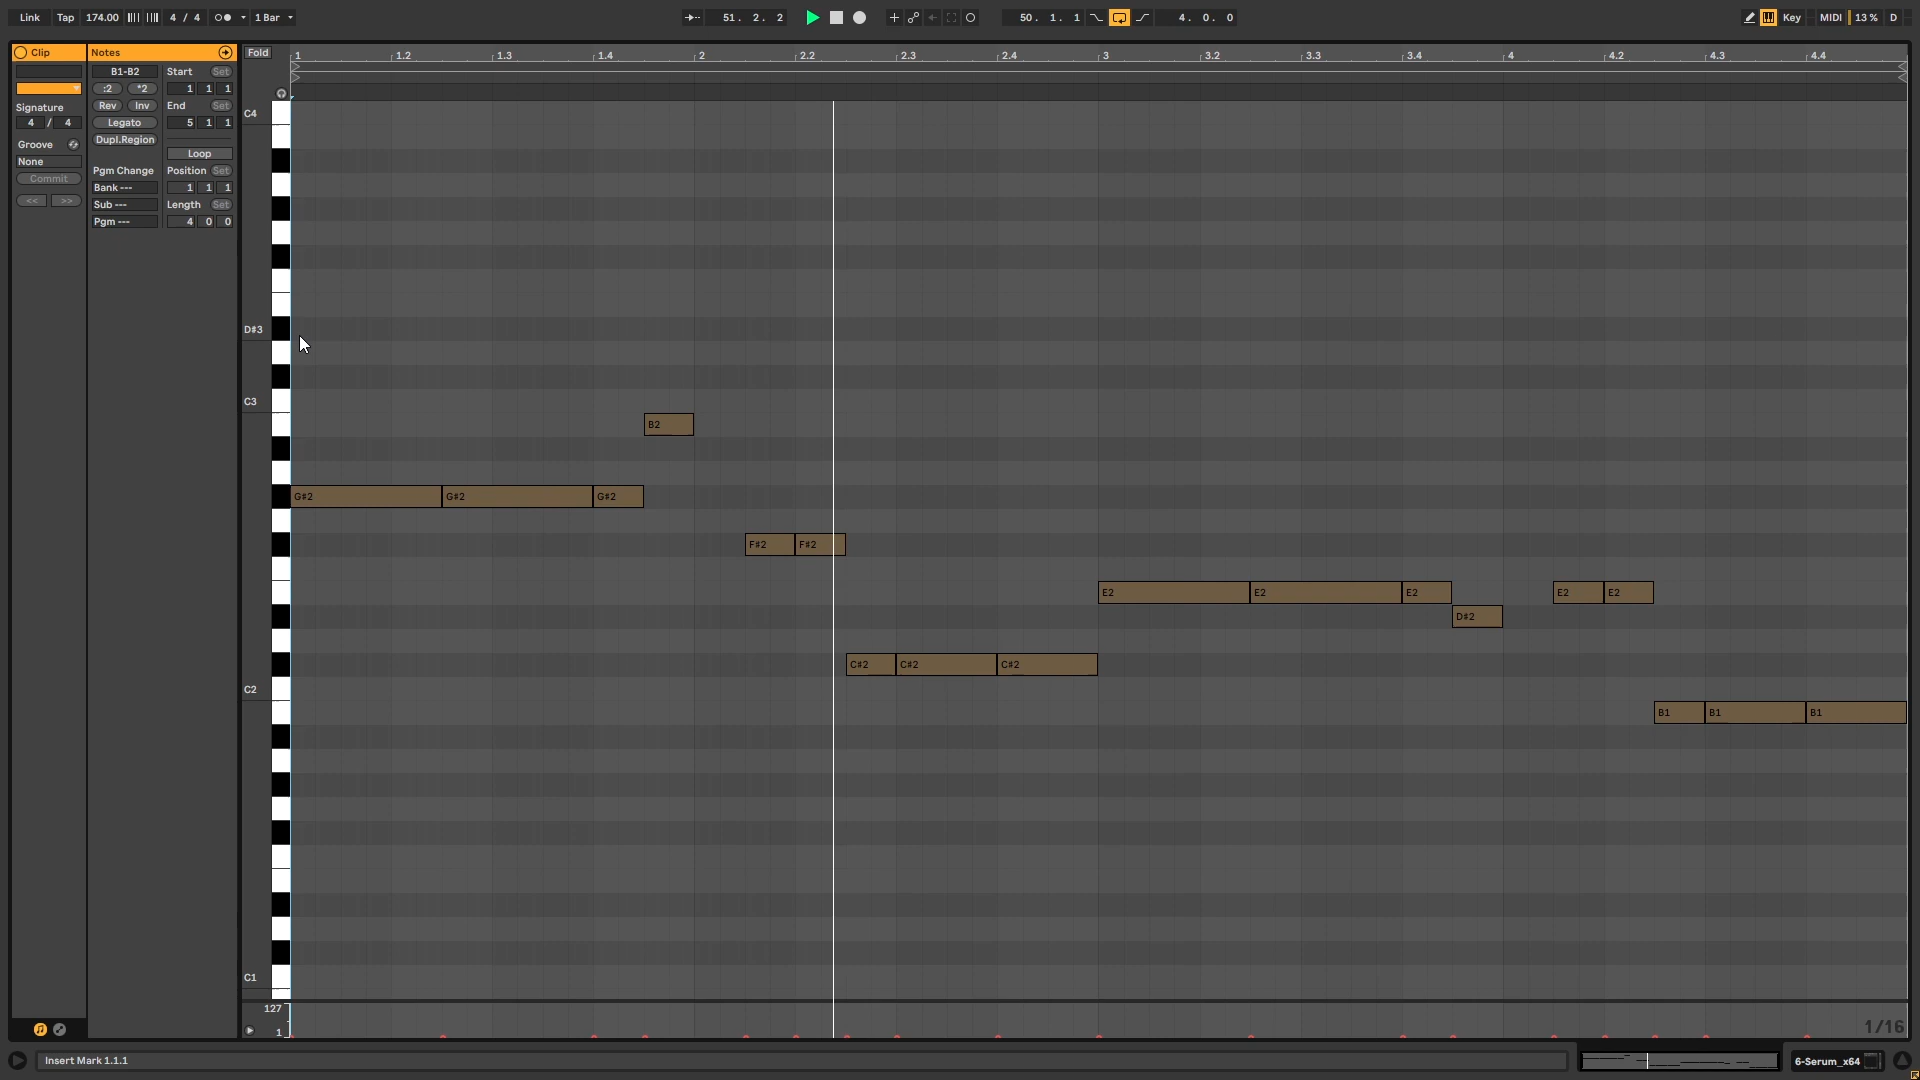 Link Tap 174.00 4 / 4 1 Bar 51. 2. 2 50. 1. 1 4. 0. 0 Key MIDI 13 % D
Clip Notes Fold 1 1.2 1.3 1.4 2 2.2 2.3 2.4 3 3.2 3.3 3.4 4 4.2 4.3 4.4
B1-B2 Start Set
:2 *2 1 1 1
Signature Rev Inv End Set
4 / 4 Legato 5 1 1
C4
Dupl.Region
Groove Loop
None
Pgm Change Position Set
Commit Bank --- 1 1 1
<< >> Sub --- Length Set
Pgm --- 4 0 0
D#3
C3
B2
G#2 G#2 G#2
F#2 F#2
E2 E2 E2 E2 E2
D#2
C#2 C#2 C#2
C2
B1 B1 B1
C1
127
1 1/16
Insert Mark 1.1.1 6-Serum_x64